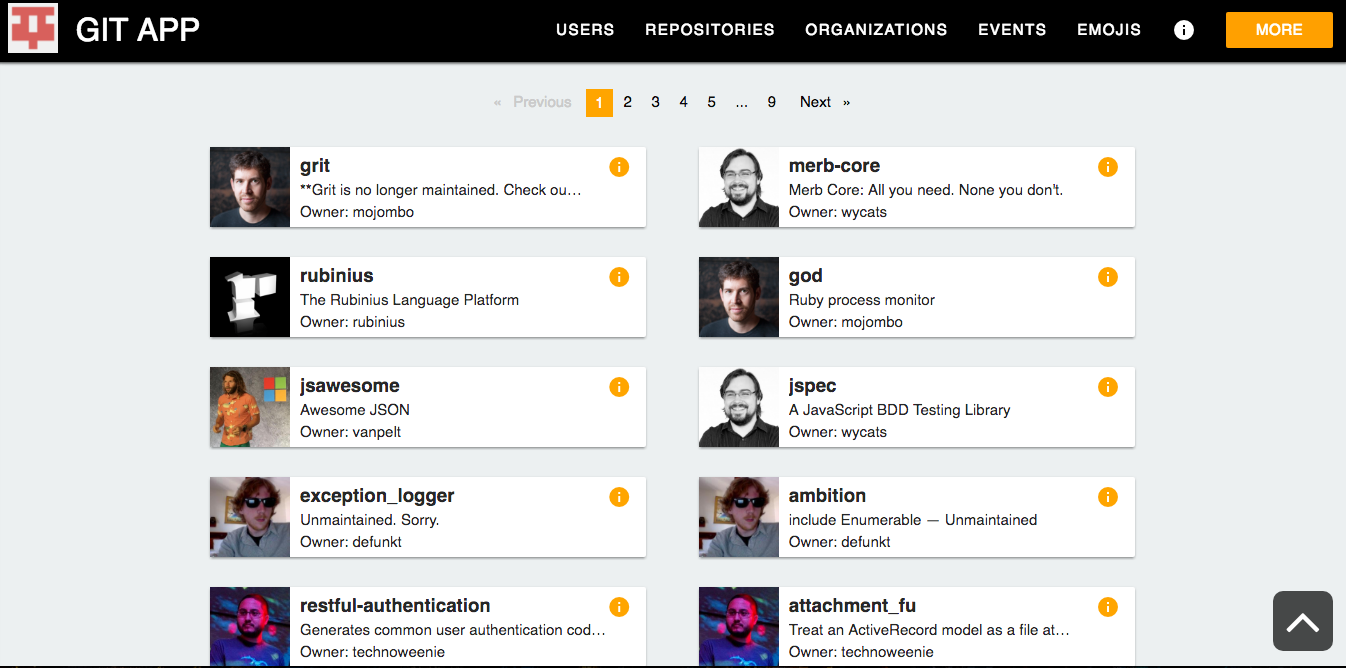 GIT APP
USERS REPOSITORIES ORGANIZATIONS EVENTS EMOJIS MORE
« Previous 1 2 3 4 5 ... 9 Next »
grit
**Grit is no longer maintained. Check ou…
Owner: mojombo
merb-core
Merb Core: All you need. None you don't.
Owner: wycats
rubinius
The Rubinius Language Platform
Owner: rubinius
god
Ruby process monitor
Owner: mojombo
jsawesome
Awesome JSON
Owner: vanpelt
jspec
A JavaScript BDD Testing Library
Owner: wycats
exception_logger
Unmaintained. Sorry.
Owner: defunkt
ambition
include Enumerable — Unmaintained
Owner: defunkt
restful-authentication
Generates common user authentication cod…
Owner: technoweenie
attachment_fu
Treat an ActiveRecord model as a file at…
Owner: technoweenie